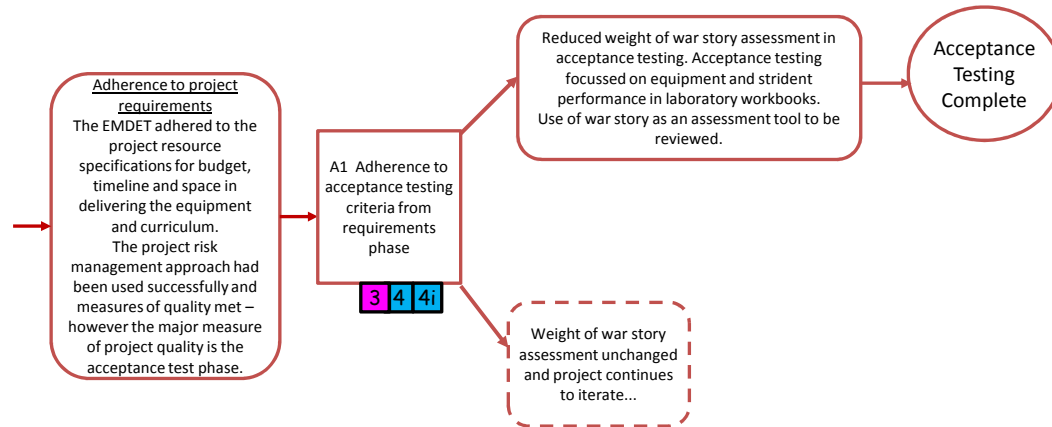 Adherence to project
requirements
The EMDET adhered to the
project resource
specifications for budget,
timeline and space in
delivering the equipment
and curriculum.
The project risk
management approach had
been used successfully and
measures of quality met –
however the major measure
of project quality is the
acceptance test phase.
A1  Adherence to
acceptance testing
criteria from
requirements
phase
3 4 4i
Reduced weight of war story assessment in
acceptance testing. Acceptance testing
focussed on equipment and strident
performance in laboratory workbooks.
Use of war story as an assessment tool to be
reviewed.
Acceptance
Testing
Complete
Weight of war story
assessment unchanged
and project continues
to iterate...